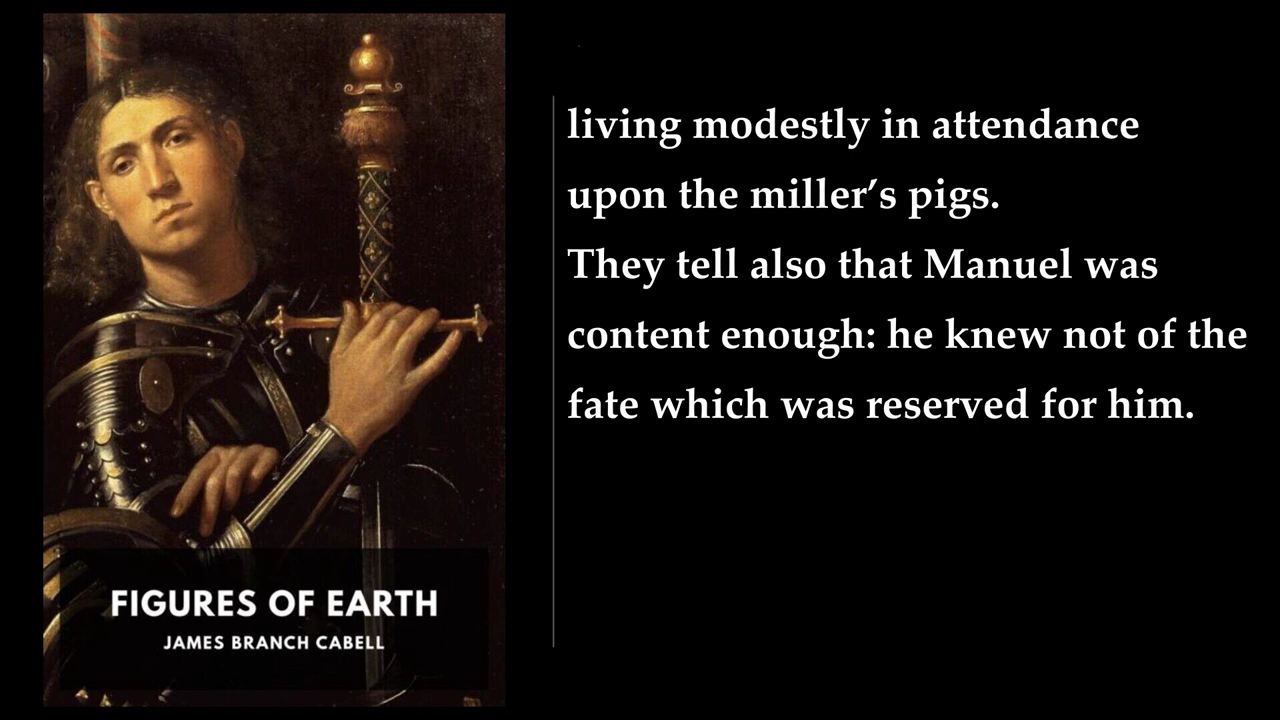 living modestly in attendance
upon the miller’s pigs.
They tell also that Manuel was
content enough: he knew not of the
fate which was reserved for him.
FIGURES OF EARTH
JAMES BRANCH CABELL